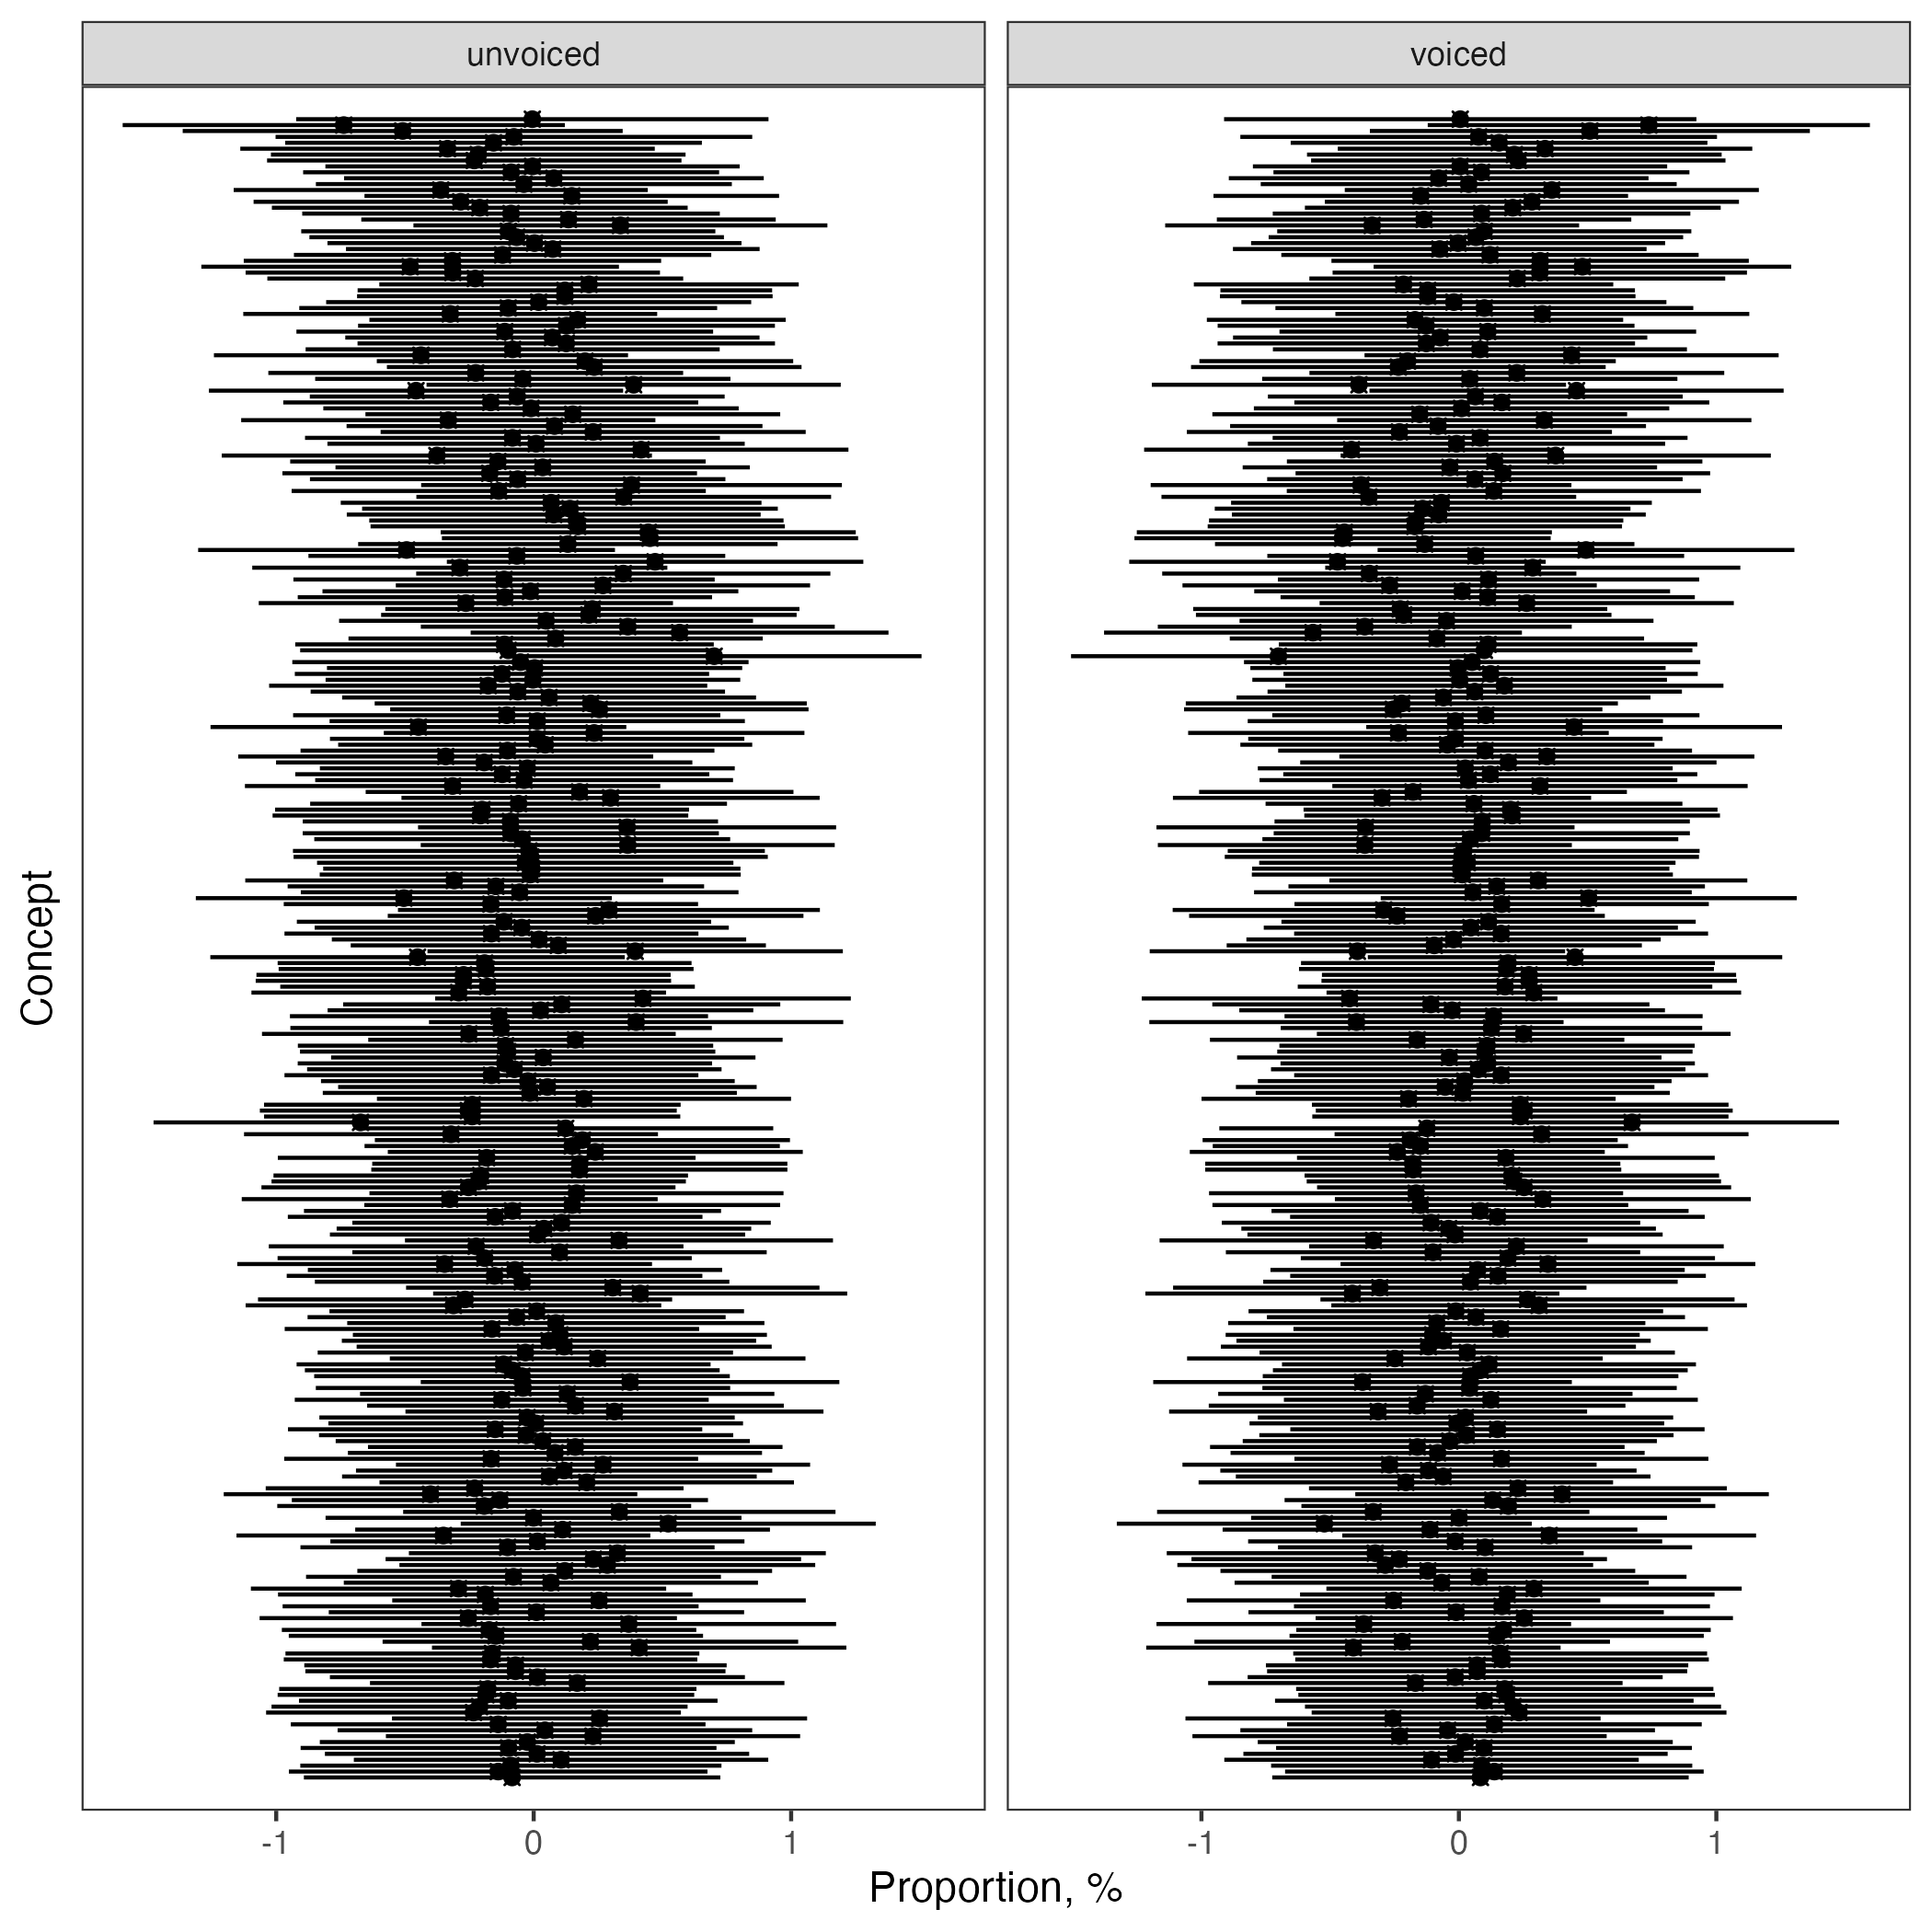 unvoiced
voiced
Concept
-1 0 1
-1 0 1
Proportion, %